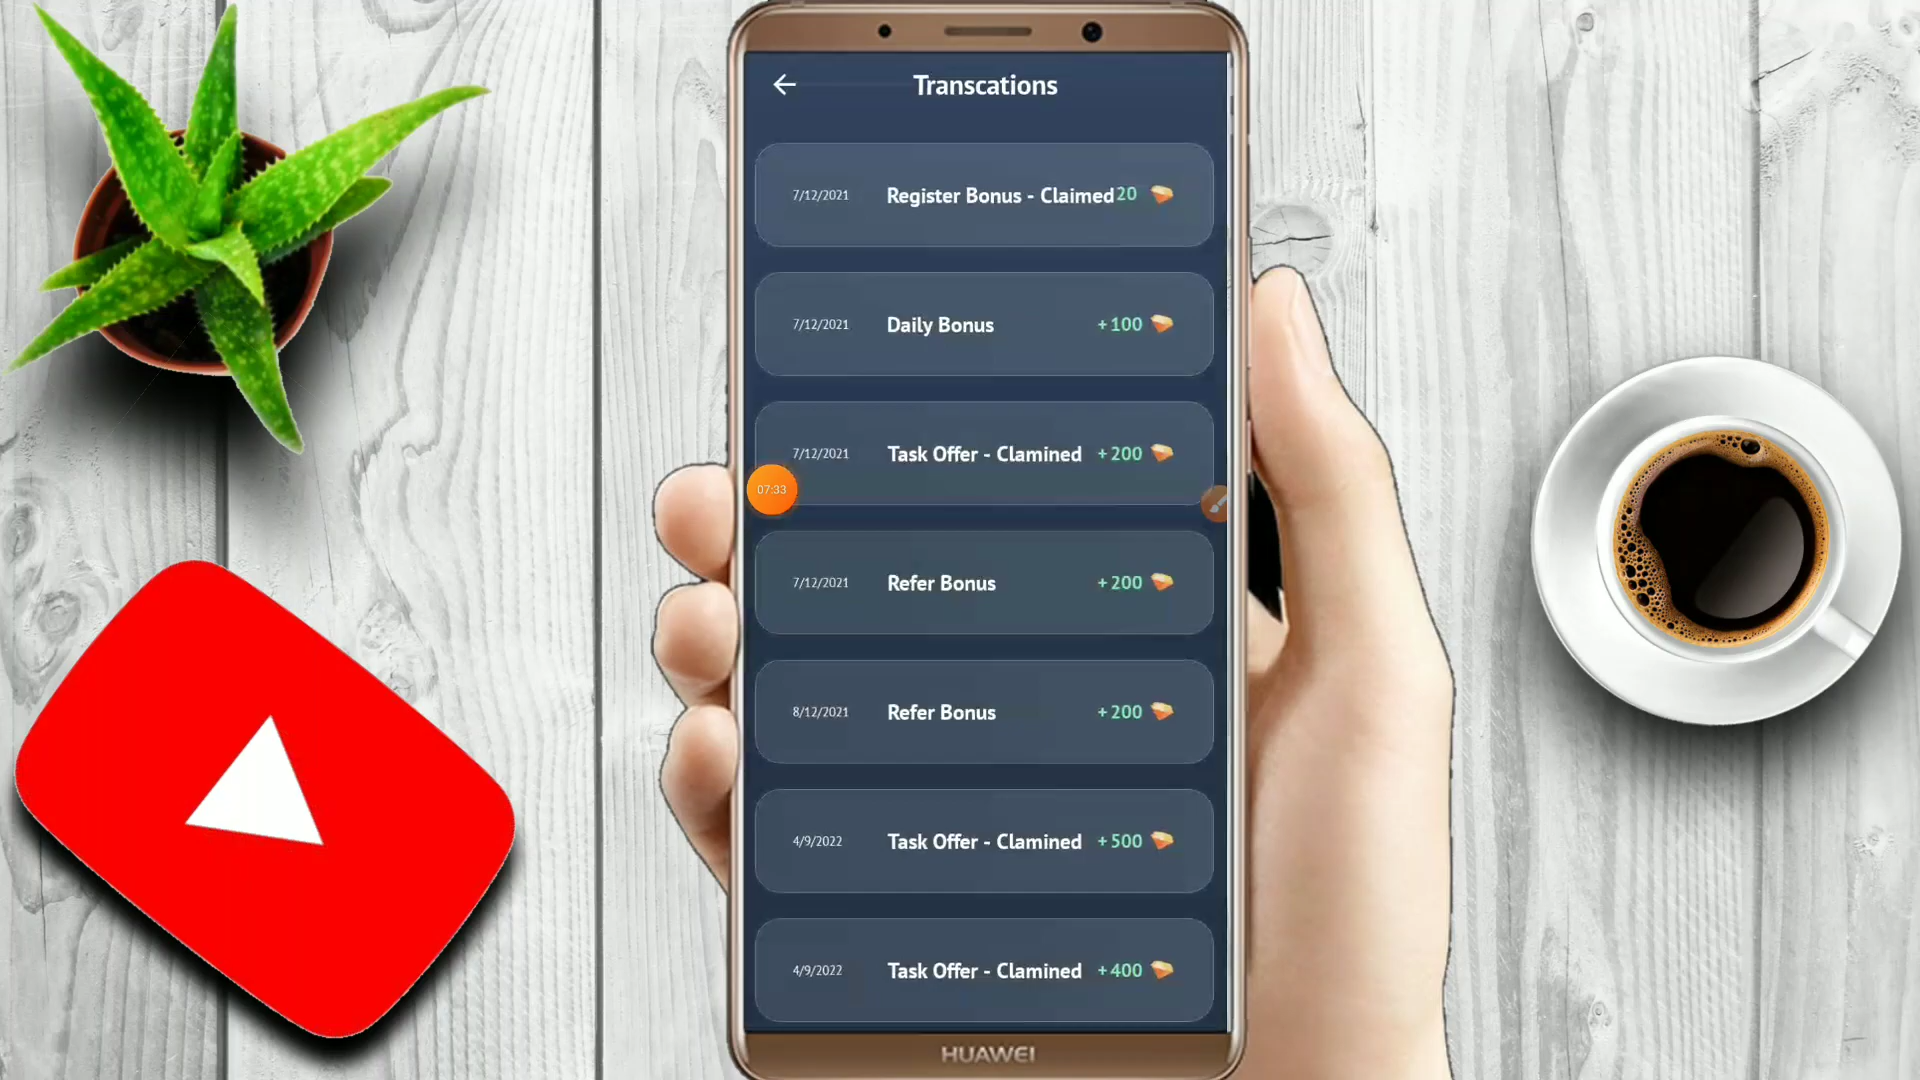 Transcations
7/12/2021 Register Bonus - Claimed 20
7/12/2021 Daily Bonus +100
7/12/2021 Task Offer - Clamined +200
07:33
7/12/2021 Refer Bonus +200
8/12/2021 Refer Bonus +200
4/9/2022 Task Offer - Clamined +500
4/9/2022 Task Offer - Clamined +400
HUAWEI